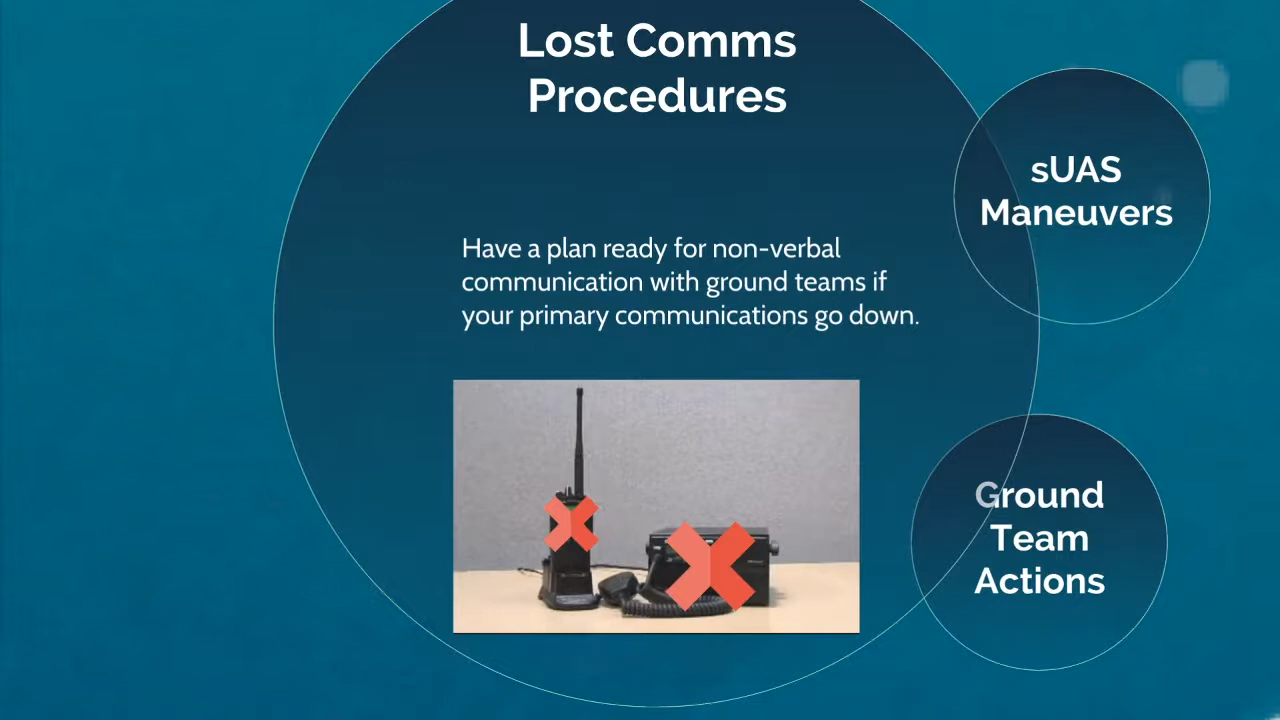 Lost Comms
Procedures
Have a plan ready for non-verbal
communication with ground teams if
your primary communications go down.
sUAS
Maneuvers
Ground
Team
Actions